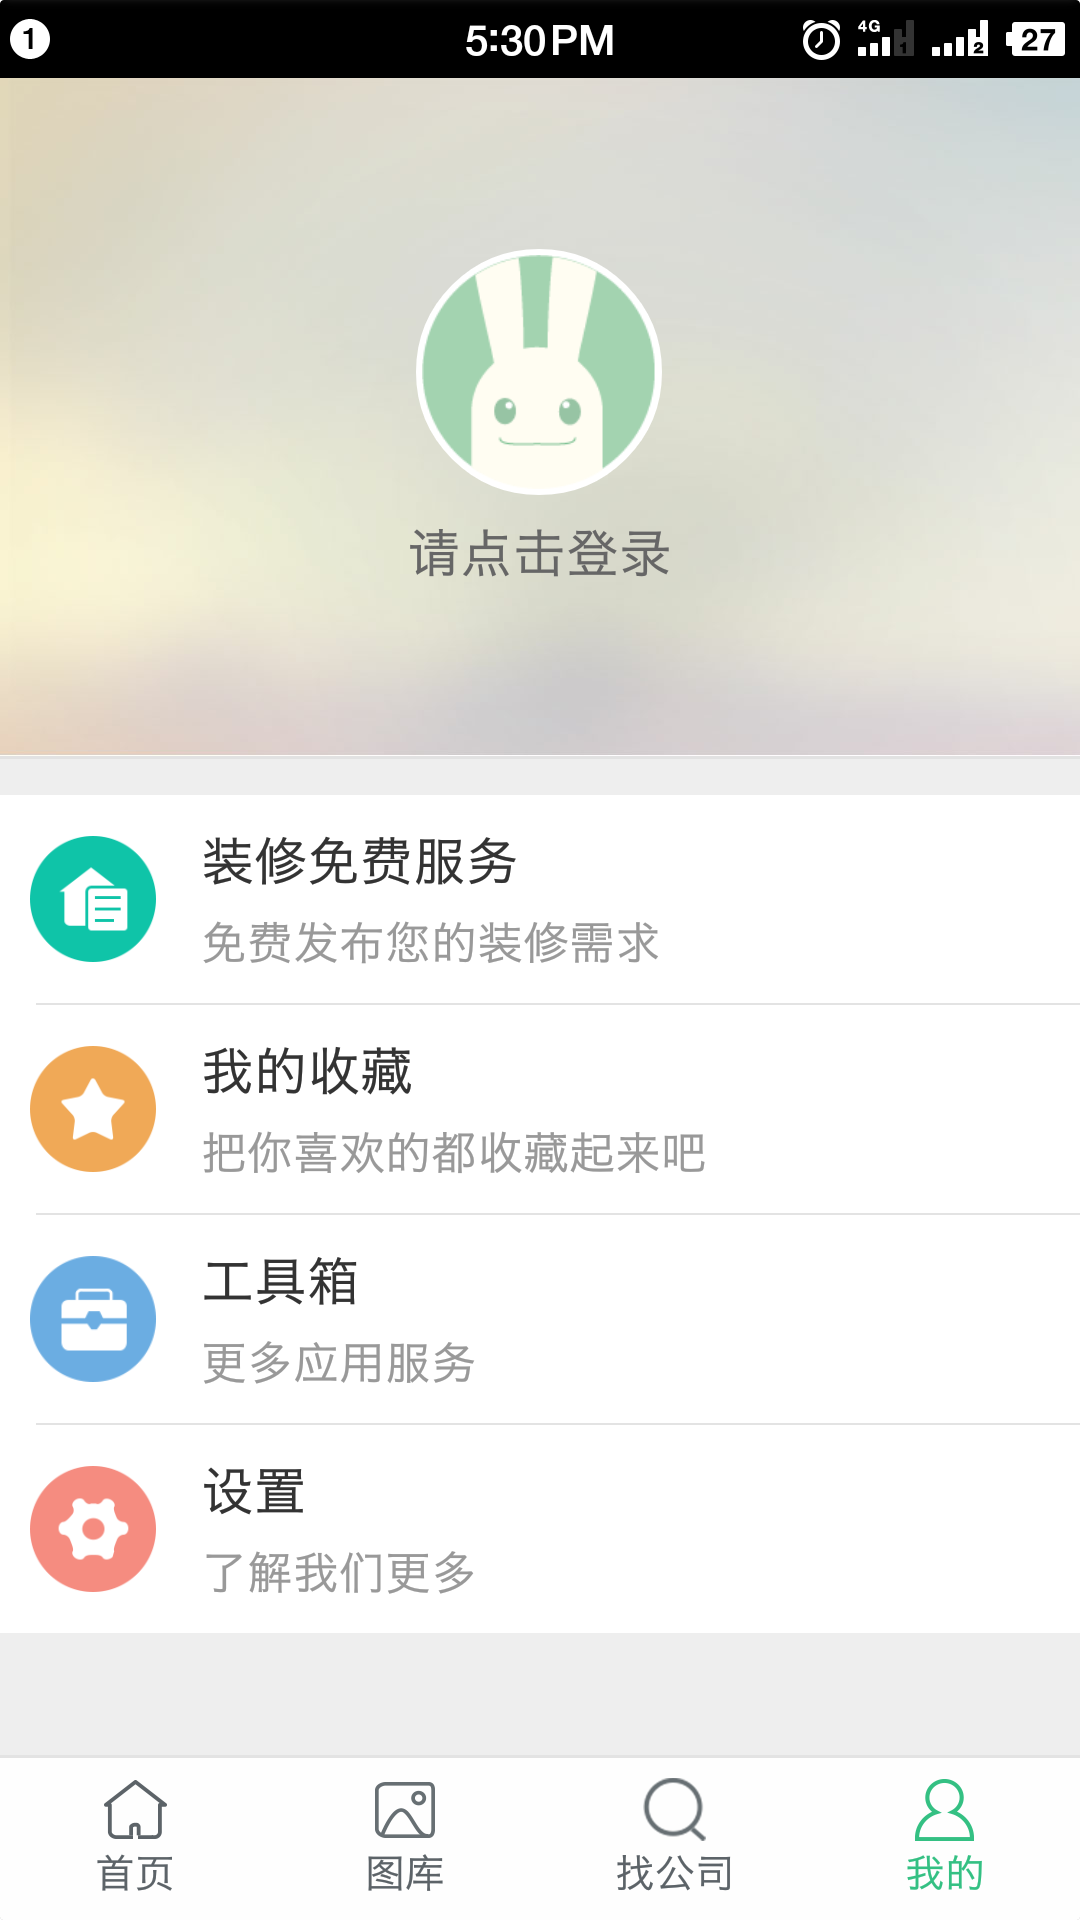 1
5:30PM
4G
1
2
27
请点击登录
装修免费服务
免费发布您的装修需求
我的收藏
把你喜欢的都收藏起来吧
工具箱
更多应用服务
设置
了解我们更多
首页
图库
找公司
我的